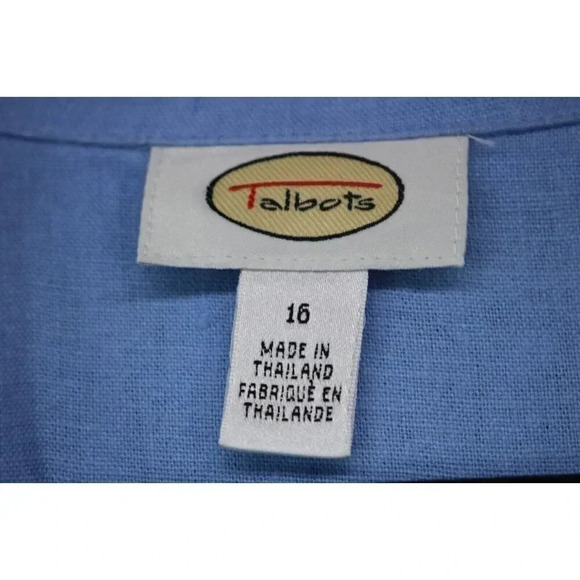 Talbots
16
MADE IN
THAILAND
FABRIQUÉ EN
THAILANDE